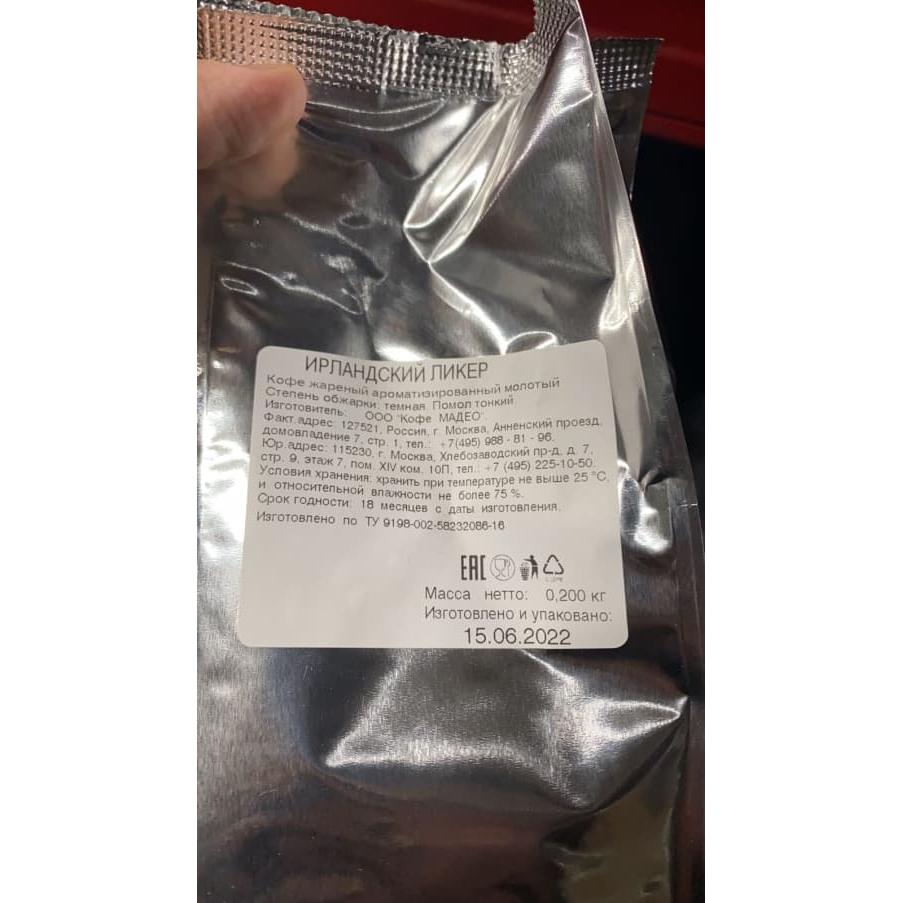 ИРЛАНДСКИЙ ЛИКЕР
Кофе жареный ароматизированный молотый
Степень обжарки: темная. Помол тонкий
Изготовитель: ООО "Кофе МАДЕО".
Факт.адрес: 127521, Россия, г. Москва, Анненский проезд,
домовладение 7, стр. 1, тел.: +7(495) 988 - 81 - 96.
Юр.адрес: 115230, г. Москва, Хлебозаводский пр-д, д. 7,
стр. 9, этаж 7, пом. XIV ком. 10П, тел.: +7 (495) 225-10-50.
Условия хранения: хранить при температуре не выше 25 °С,
и относительной влажности не более 75 %.
Срок годности: 18 месяцев с даты изготовления.
Изготовлено по ТУ 9198-002-58232086-16
ЕАС
Масса нетто: 0,200 кг
Изготовлено и упаковано:
15.06.2022